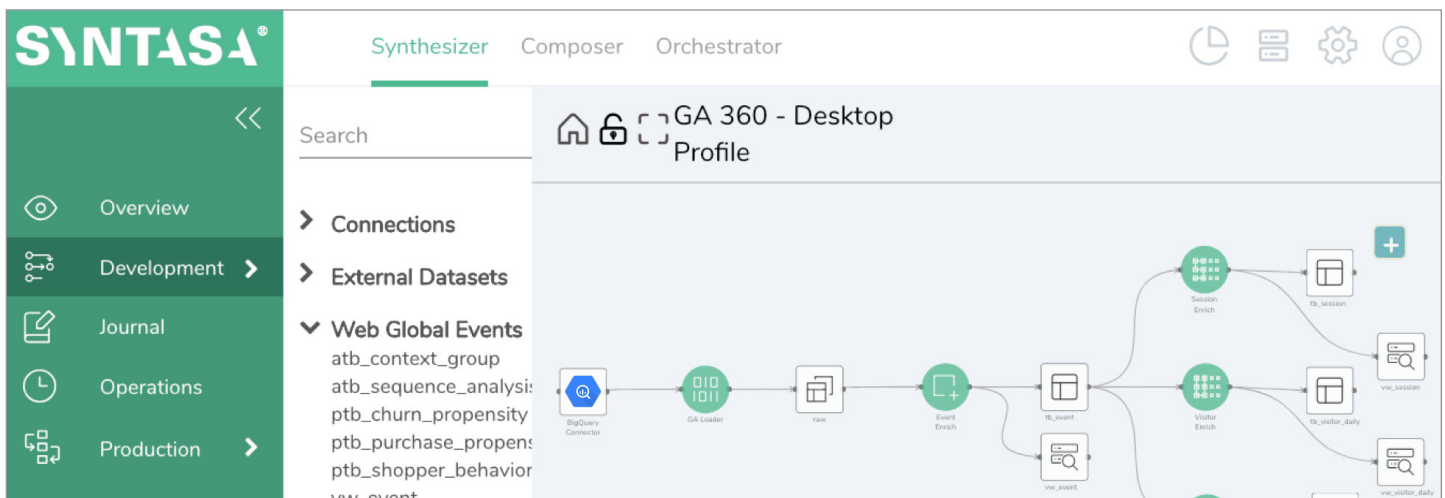 SYNTASA®
Synthesizer Composer Orchestrator
Search
GA 360 - Desktop
Profile
Overview
Development
Journal
Operations
Production
Connections
External Datasets
Web Global Events
atb_context_group
atb_sequence_analysis
ptb_churn_propensity
ptb_purchase_propens
ptb_shopper_behavior
vw_event
BigQuery
Connector
GA Loader
raw
Event
Enrich
tb_event
vw_event
Session
Enrich
tb_session
vw_session
Visitor
Enrich
tb_visitor_daily
vw_visitor_daily